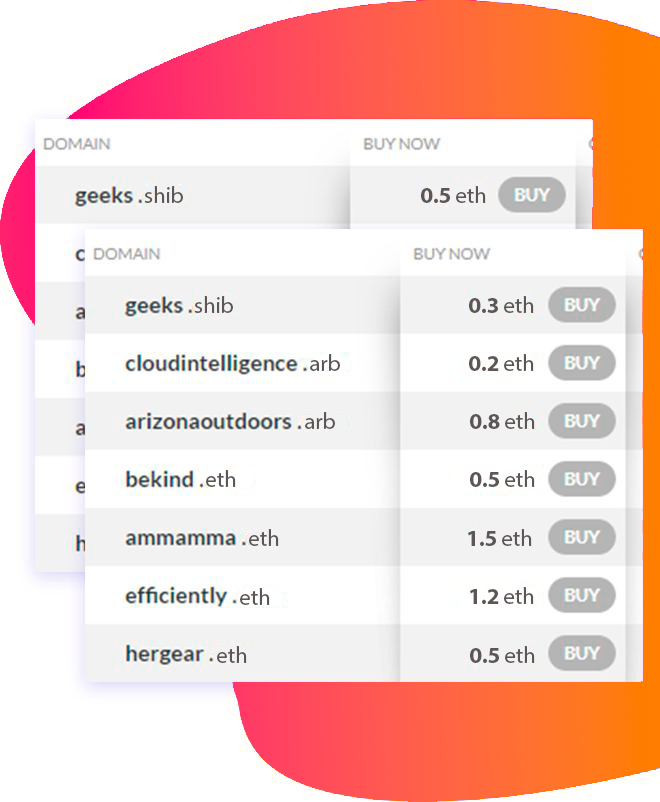 DOMAIN BUY NOW
geeks .shib 0.5 eth BUY
c
a
b
a
e
h
DOMAIN BUY NOW
geeks .shib 0.3 eth BUY
cloudintelligence .arb 0.2 eth BUY
arizonaoutdoors .arb 0.8 eth BUY
bekind .eth 0.5 eth BUY
ammamma .eth 1.5 eth BUY
efficiently .eth 1.2 eth BUY
hergear .eth 0.5 eth BUY